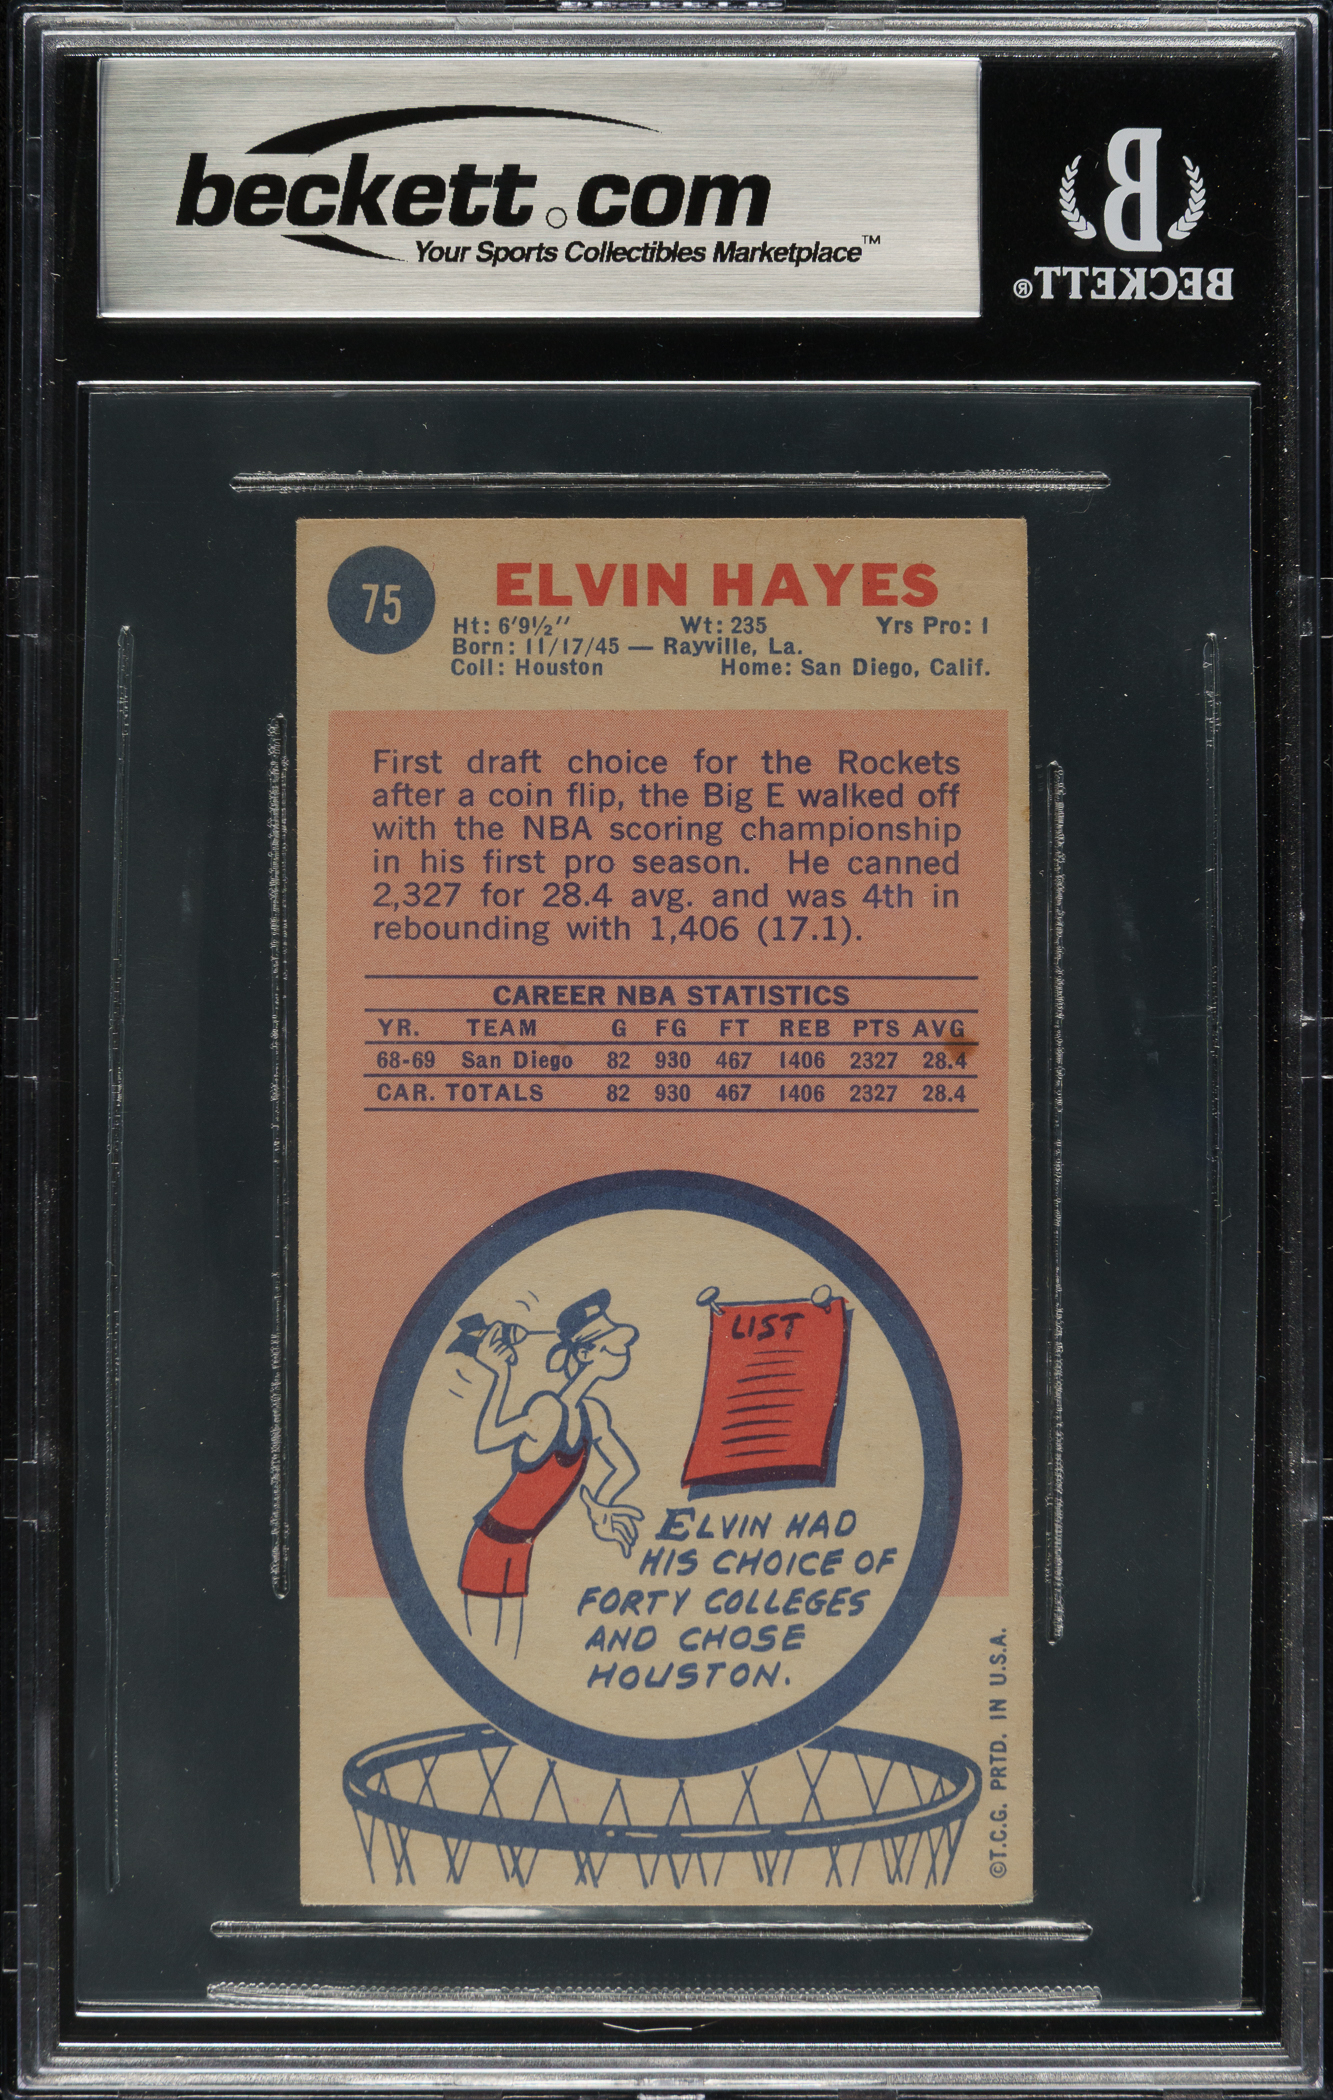 beckett.com
Your Sports Collectibles Marketplace™
B
BECKETT®
75
ELVIN HAYES
Ht: 6'9½" Wt: 235 Yrs Pro: 1
Born: 11/17/45 — Rayville, La.
Coll: Houston Home: San Diego, Calif.
First draft choice for the Rockets
after a coin flip, the Big E walked off
with the NBA scoring championship
in his first pro season. He canned
2,327 for 28.4 avg. and was 4th in
rebounding with 1,406 (17.1).
CAREER NBA STATISTICS
YR. TEAM G FG FT REB PTS AVG
68-69 San Diego 82 930 467 1406 2327 28.4
CAR. TOTALS 82 930 467 1406 2327 28.4
LIST
ELVIN HAD
HIS CHOICE OF
FORTY COLLEGES
AND CHOSE
HOUSTON.
©T.C.G. PRTD. IN U.S.A.